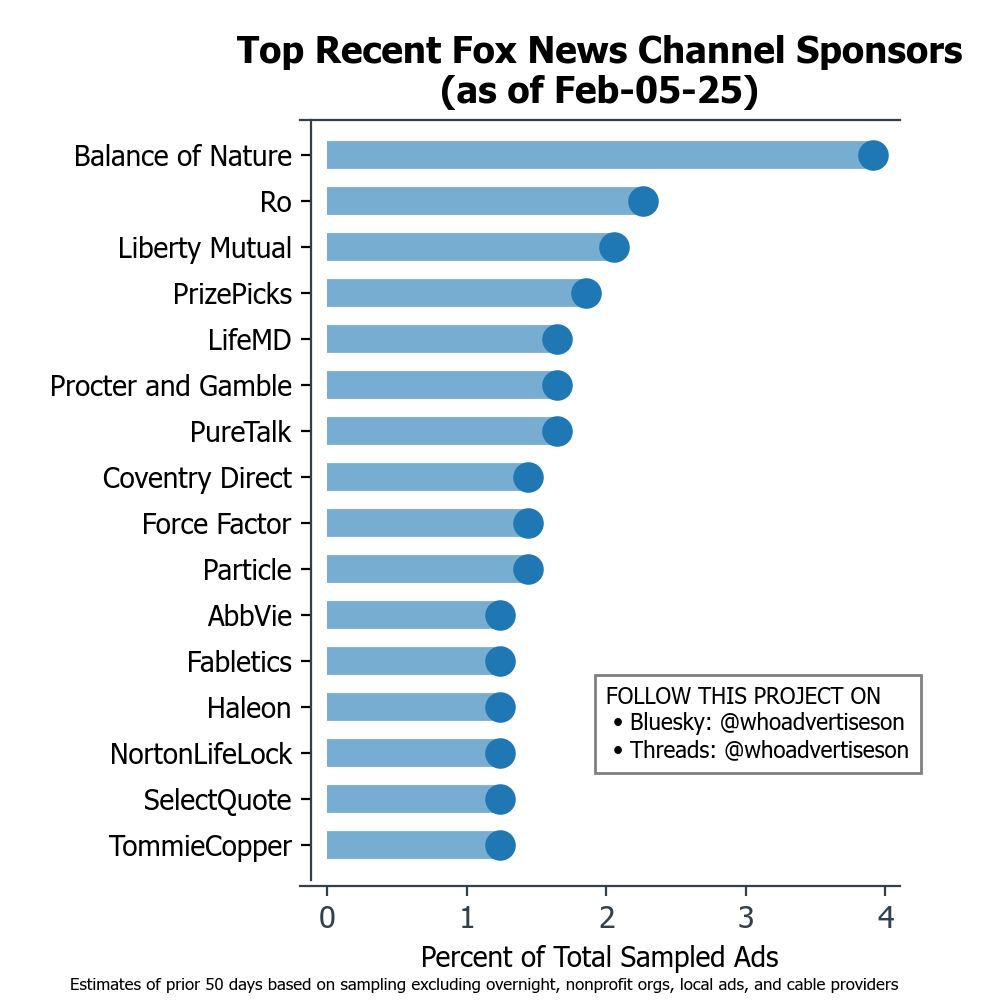 Top Recent Fox News Channel Sponsors
(as of Feb-05-25)
Balance of Nature
Ro
Liberty Mutual
PrizePicks
LifeMD
Procter and Gamble
PureTalk
Coventry Direct
Force Factor
Particle
AbbVie
Fabletics
Haleon
NortonLifeLock
SelectQuote
TommieCopper
FOLLOW THIS PROJECT ON
• Bluesky: @whoadvertiseson
• Threads: @whoadvertiseson
0 1 2 3 4
Percent of Total Sampled Ads
Estimates of prior 50 days based on sampling excluding overnight, nonprofit orgs, local ads, and cable providers